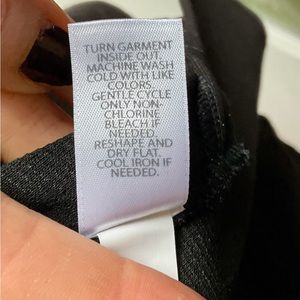 TURN GARMENT
INSIDE OUT.
MACHINE WASH
COLD WITH LIKE
COLORS.
GENTLE CYCLE
ONLY NON-
CHLORINE
BLEACH IF
NEEDED.
RESHAPE AND
DRY FLAT.
COOL IRON IF
NEEDED.